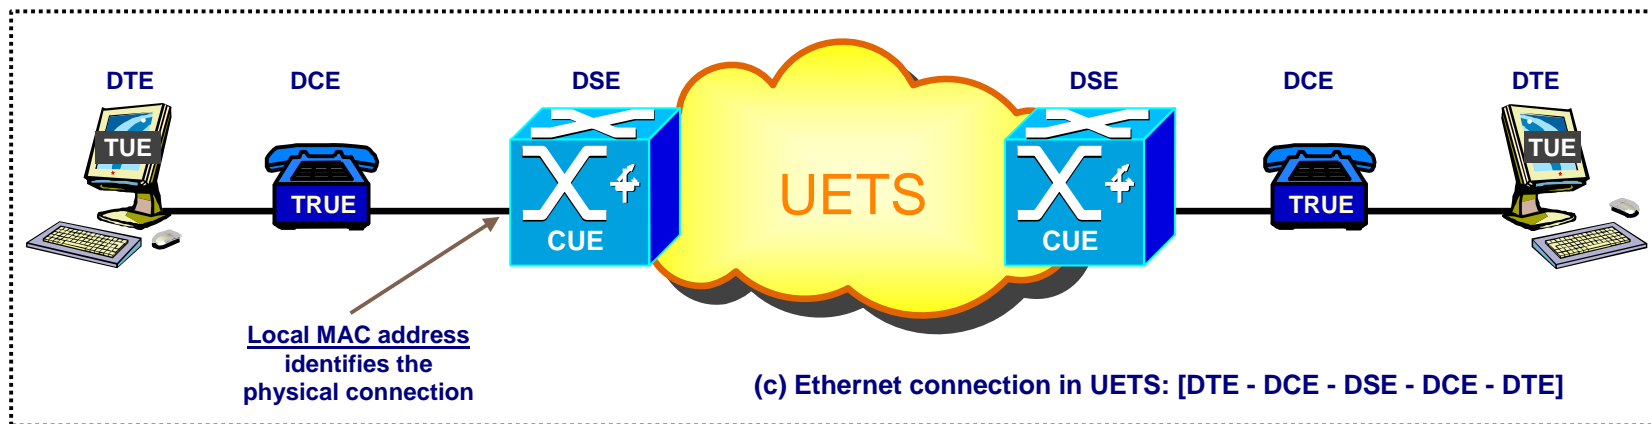 DTE DCE DSE DSE DCE DTE
TUE TUE
UETS
TRUE TRUE
CUE CUE
Local MAC address
identifies the
physical connection
(c) Ethernet connection in UETS: [DTE - DCE - DSE - DCE - DTE]